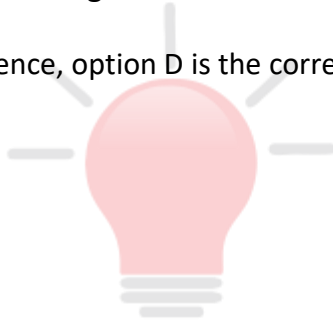 ence, option D is the corre